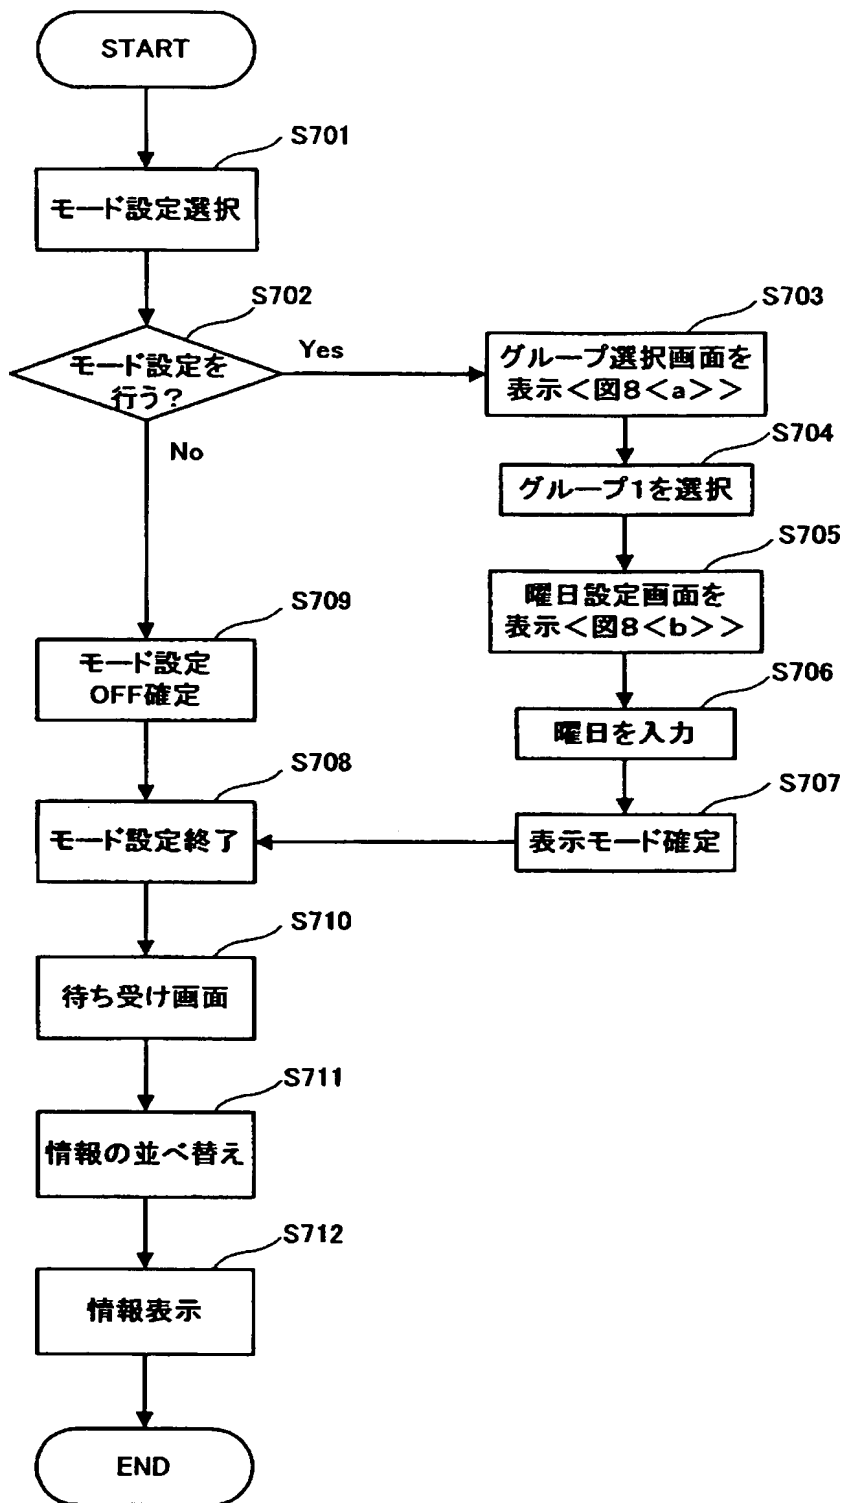 START
S701
モード設定選択
S702
モード設定を
行う?
Yes
No
S703
グループ選択画面を
表示<図8<a>>
S704
グループ1を選択
S705
曜日設定画面を
表示<図8<b>>
S706
曜日を入力
S707
表示モード確定
S709
モード設定
OFF確定
S708
モード設定終了
S710
待ち受け画面
S711
情報の並べ替え
S712
情報表示
END